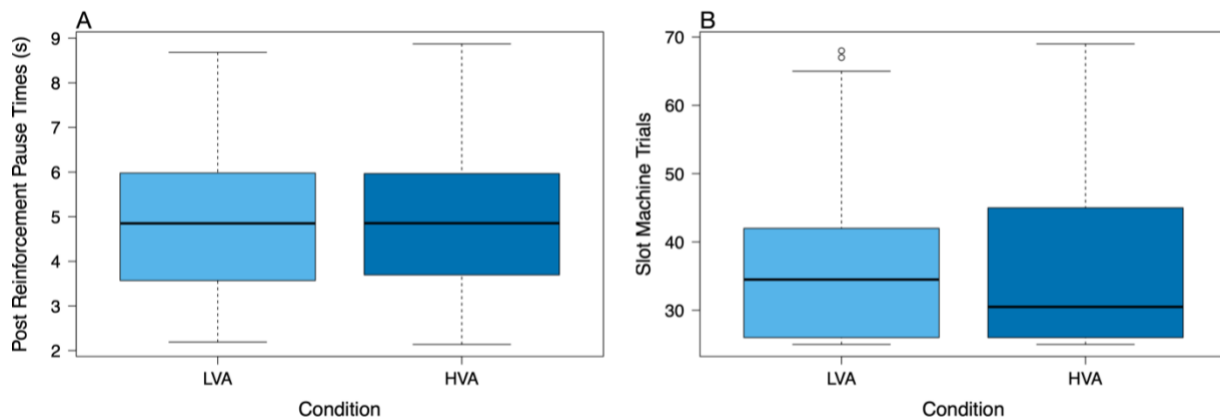 A
Post Reinforcement Pause Times (s)
9
8
7
6
5
4
3
2
LVA
HVA
Condition
B
Slot Machine Trials
70
60
50
40
30
LVA
HVA
Condition